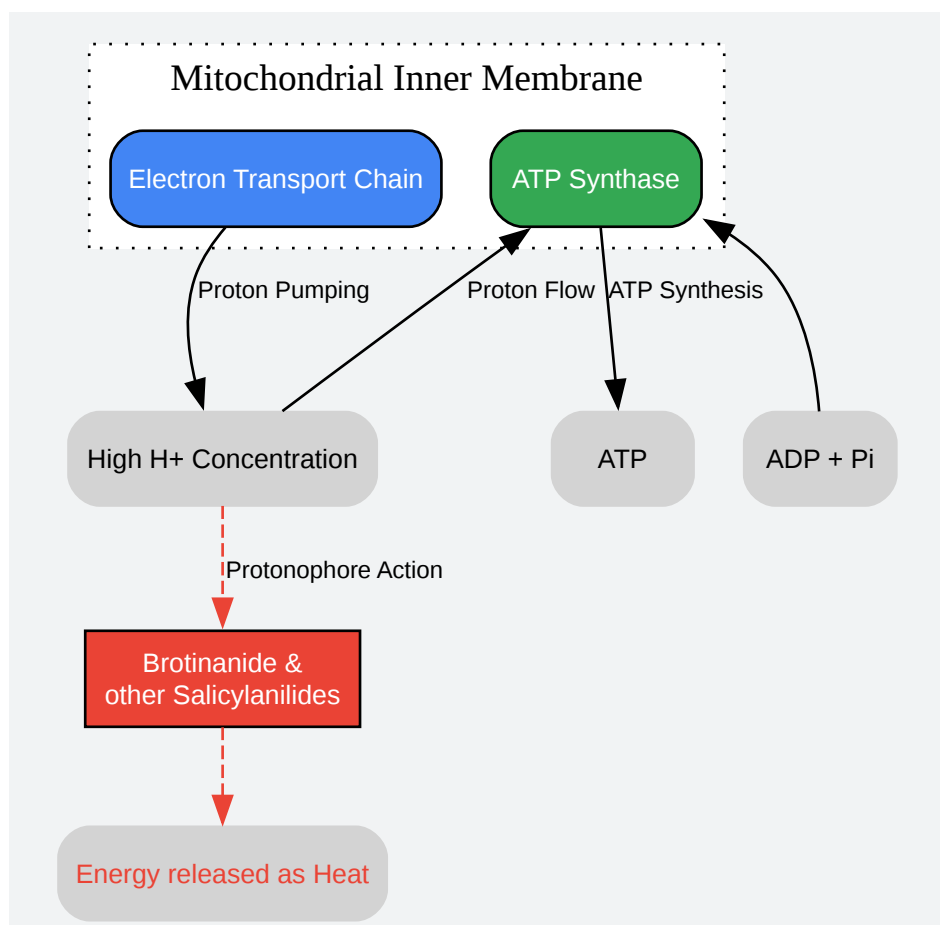 Mitochondrial Inner Membrane
Electron Transport Chain
ATP Synthase
Proton Pumping
Proton Flow
ATP Synthesis
High H+ Concentration
ATP
ADP + Pi
Protonophore Action
Brotinanide &
other Salicylanilides
Energy released as Heat